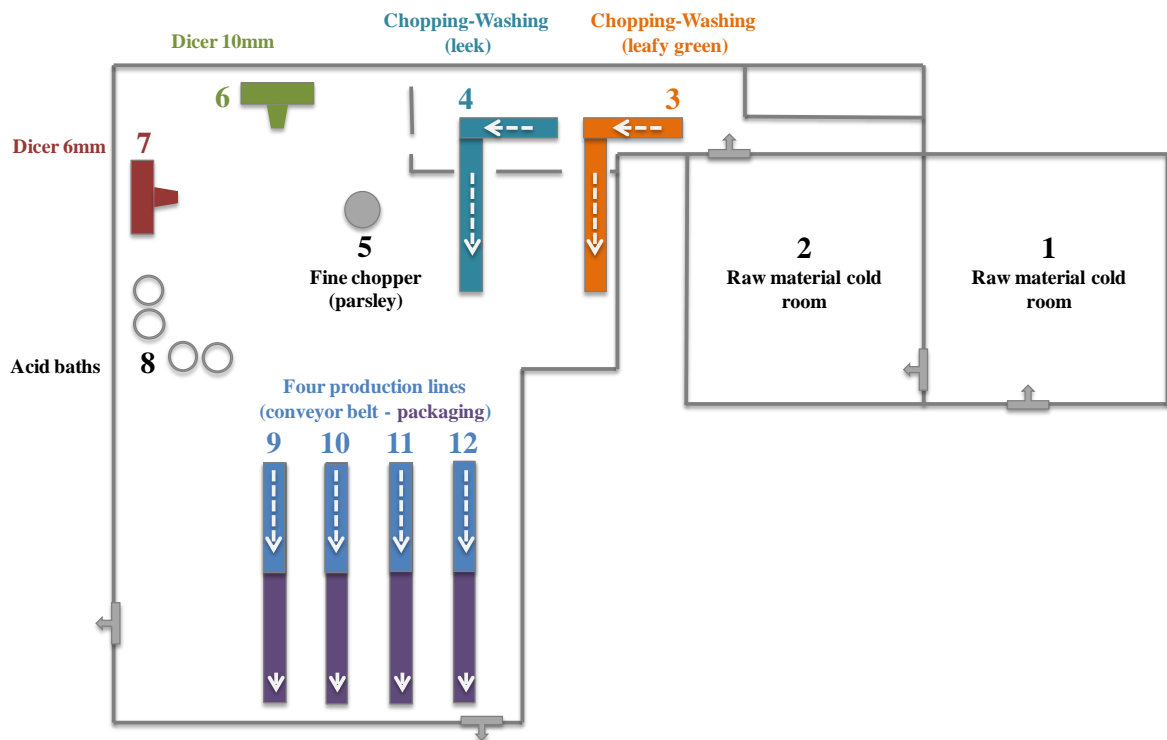 Chopping-Washing
(leek)
Chopping-Washing
(leafy green)
Dicer 10mm
6
4
3
Dicer 6mm
7
5
Fine chopper
(parsley)
2
Raw material cold
room
1
Raw material cold
room
Acid baths
8
Four production lines
(conveyor belt - packaging)
9
10
11
12